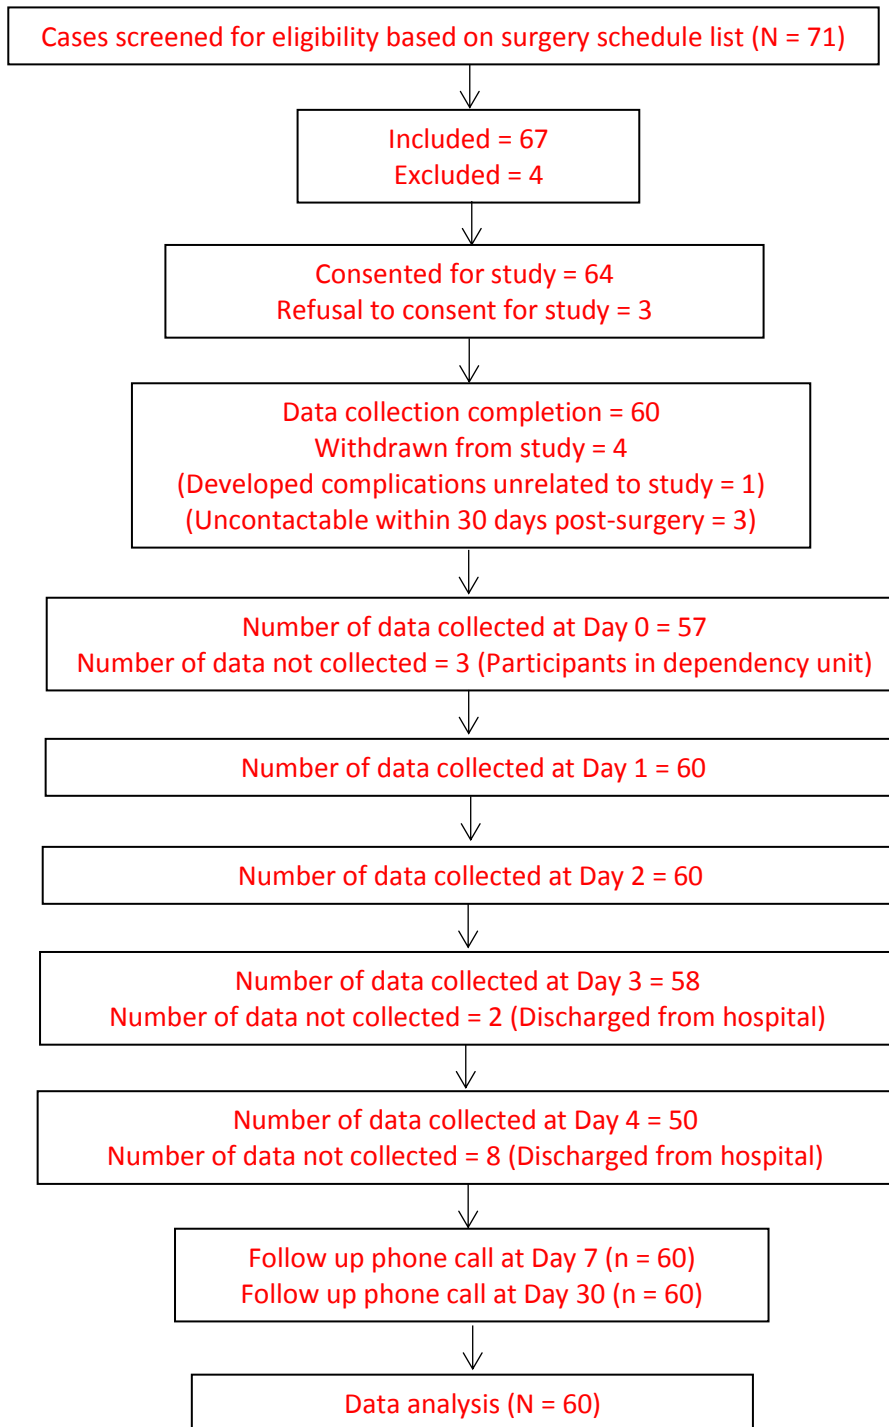 Cases screened for eligibility based on surgery schedule list (N = 71)
Included = 67
Excluded = 4
Consented for study = 64
Refusal to consent for study = 3
Data collection completion = 60
Withdrawn from study = 4
(Developed complications unrelated to study = 1)
(Uncontactable within 30 days post-surgery = 3)
Number of data collected at Day 0 = 57
Number of data not collected = 3 (Participants in dependency unit)
Number of data collected at Day 1 = 60
Number of data collected at Day 2 = 60
Number of data collected at Day 3 = 58
Number of data not collected = 2 (Discharged from hospital)
Number of data collected at Day 4 = 50
Number of data not collected = 8 (Discharged from hospital)
Follow up phone call at Day 7 (n = 60)
Follow up phone call at Day 30 (n = 60)
Data analysis (N = 60)